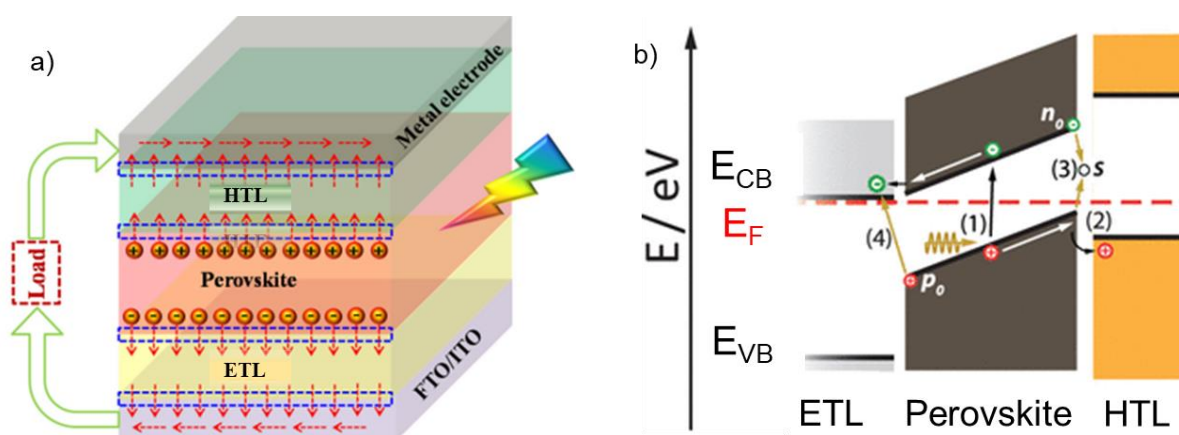 a)
Metal electrode
HTL
Perovskite
ETL
FTO/ITO
Load
b)
E / eV
E_CB
E_F
E_VB
n_o
(3) s
(1)
(2)
(4)
p_o
ETL Perovskite HTL